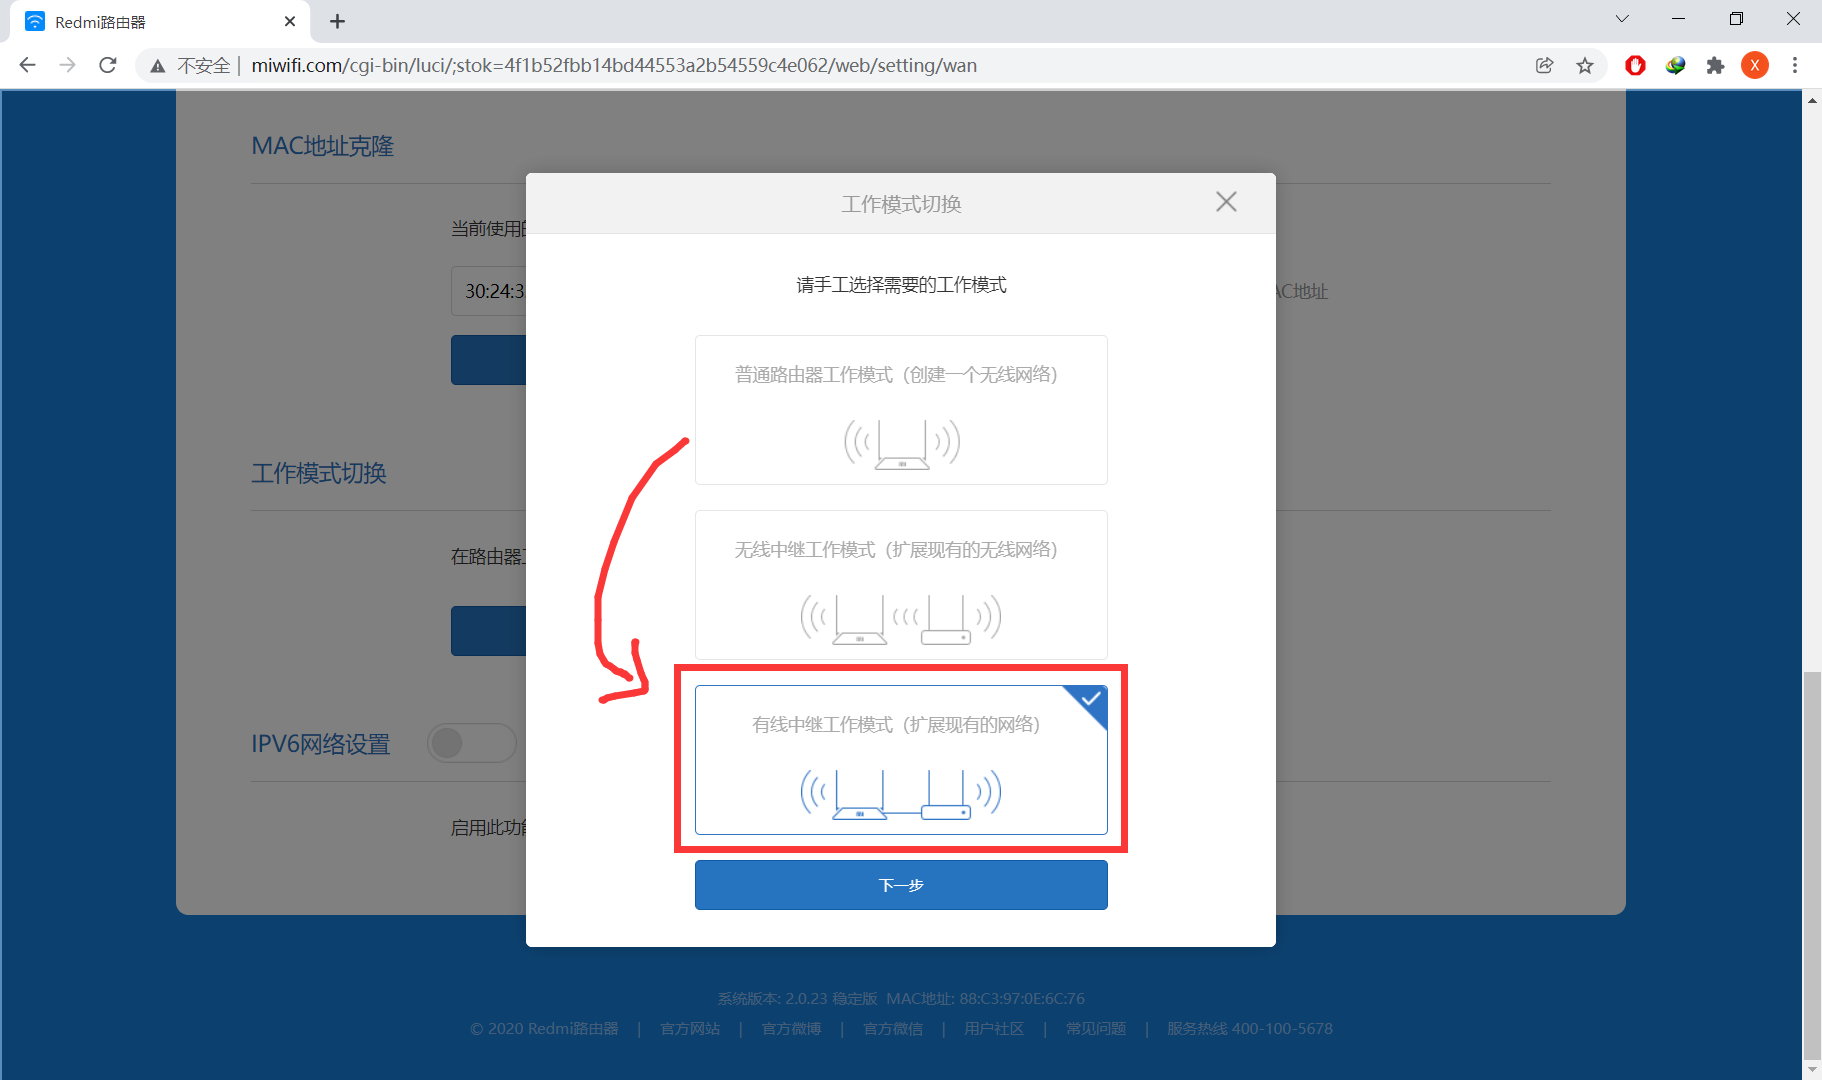 Redmi路由器
不安全 | miwifi.com/cgi-bin/luci/;stok=4f1b52fbb14bd44553a2b54559c4e062/web/setting/wan
X
MAC地址克隆
工作模式切换
当前使用的
请手工选择需要的工作模式
30:24:3
AC地址
普通路由器工作模式（创建一个无线网络）
工作模式切换
在路由器工
无线中继工作模式（扩展现有的无线网络）
有线中继工作模式（扩展现有的网络）
IPV6网络设置
启用此功能
下一步
系统版本: 2.0.23 稳定版 MAC地址: 88:C3:97:0E:6C:76
© 2020 Redmi路由器 | 官方网站 | 官方微博 | 官方微信 | 用户社区 | 常见问题 | 服务热线 400-100-5678